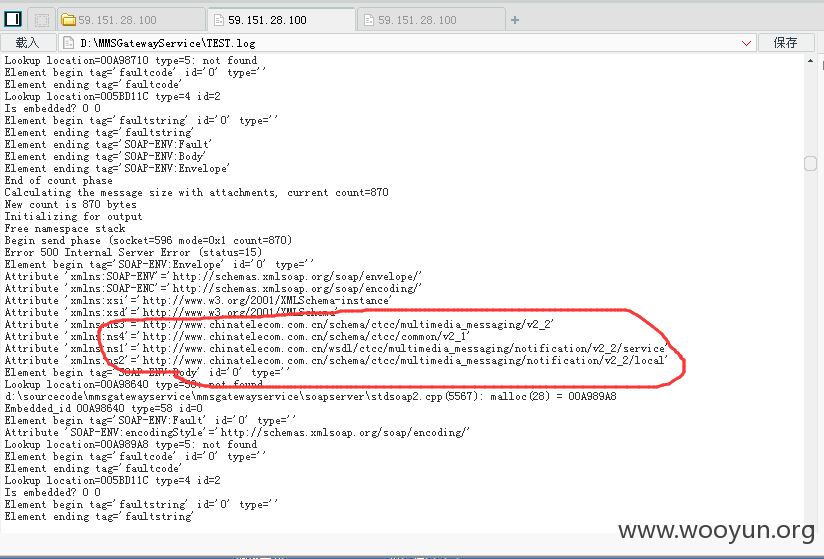 59.151.28.100
59.151.28.100
59.151.28.100
载入
D:\MMSGatewayService\TEST.log
保存
Lookup location=00A98710 type=5: not found
Element begin tag='faultcode' id='0' type=''
Element ending tag='faultcode'
Lookup location=005BD11C type=4 id=2
Is embedded? 0 0
Element begin tag='faultstring' id='0' type=''
Element ending tag='faultstring'
Element ending tag='SOAP-ENV:Fault'
Element ending tag='SOAP-ENV:Body'
Element ending tag='SOAP-ENV:Envelope'
End of count phase
Calculating the message size with attachments, current count=870
New count is 870 bytes
Initializing for output
Free namespace stack
Begin send phase (socket=596 mode=0x1 count=870)
Error 500 Internal Server Error (status=15)
Element begin tag='SOAP-ENV:Envelope' id='0' type=''
Attribute 'xmlns:SOAP-ENV'='http://schemas.xmlsoap.org/soap/envelope/'
Attribute 'xmlns:SOAP-ENC'='http://schemas.xmlsoap.org/soap/encoding/'
Attribute 'xmlns:xsi'='http://www.w3.org/2001/XMLSchema-instance'
Attribute 'xmlns:xsd'='http://www.w3.org/2001/XMLSchema'
Attribute 'xmlns:ns3'='http://www.chinatelecom.com.cn/schema/ctcc/multimedia_messaging/v2_2'
Attribute 'xmlns:ns4'='http://www.chinatelecom.com.cn/schema/ctcc/common/v2_1'
Attribute 'xmlns:ns1'='http://www.chinatelecom.com.cn/wsdl/ctcc/multimedia_messaging/notification/v2_2/service'
Attribute 'xmlns:ns2'='http://www.chinatelecom.com.cn/schema/ctcc/multimedia_messaging/notification/v2_2/local'
Element begin tag='SOAP-ENV:Body' id='0' type=''
Lookup location=00A98640 type=58: not found
d:\sourcecode\mmsgatewayservice\mmsgatewayservice\soapserver\stdsoap2.cpp(5567): malloc(28) = 00A989A8
Embedded_id 00A98640 type=58 id=0
Element begin tag='SOAP-ENV:Fault' id='0' type=''
Attribute 'SOAP-ENV:encodingStyle'='http://schemas.xmlsoap.org/soap/encoding/'
Lookup location=00A989A8 type=5: not found
Element begin tag='faultcode' id='0' type=''
Element ending tag='faultcode'
Lookup location=005BD11C type=4 id=2
Is embedded? 0 0
Element begin tag='faultstring' id='0' type=''
Element ending tag='faultstring'
www.wooyun.org